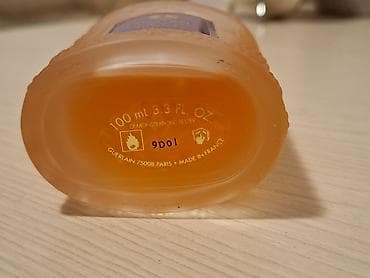 100 ml 3.3 FL. OZ
9D01
GUERLAIN 75008 PARIS • MADE IN FRANCE